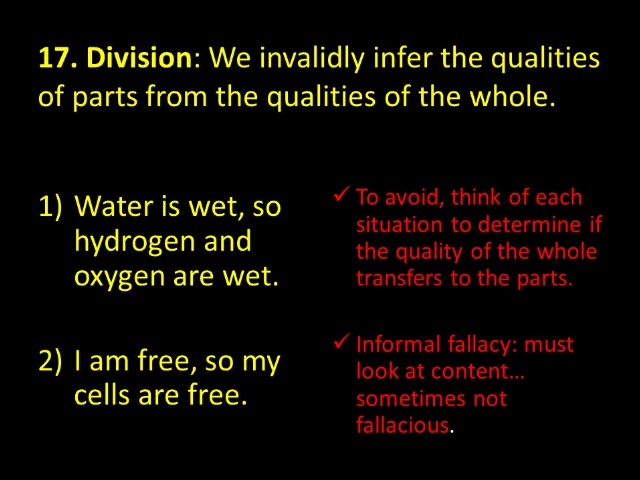 17. Division: We invalidly infer the qualities
of parts from the qualities of the whole.
1) Water is wet, so
hydrogen and
oxygen are wet.
2) I am free, so my
cells are free.
✓ To avoid, think of each
situation to determine if
the quality of the whole
transfers to the parts.
✓ Informal fallacy: must
look at content…
sometimes not
fallacious.